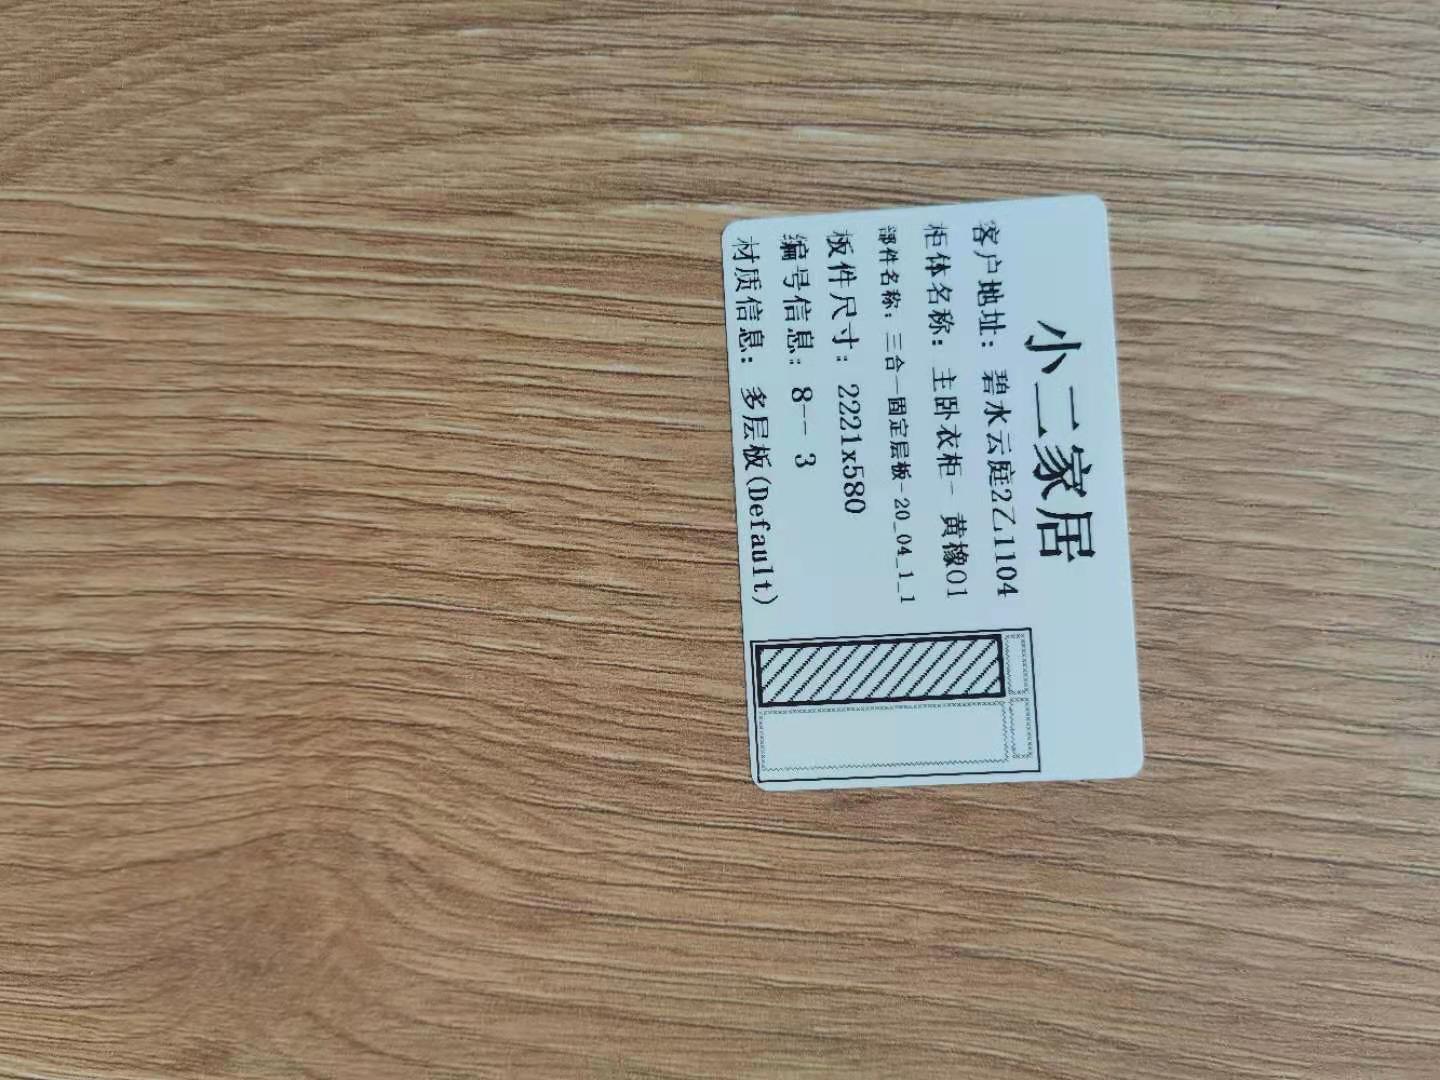 小二家居
客户地址: 碧水云庭2乙1104
柜体名称: 主卧衣柜- 黄橡01
部件名称: 三合一固定层板-20_04_1_1
板件尺寸: 2221x580
编号信息: 8-- 3
材质信息: 多层板(Default)